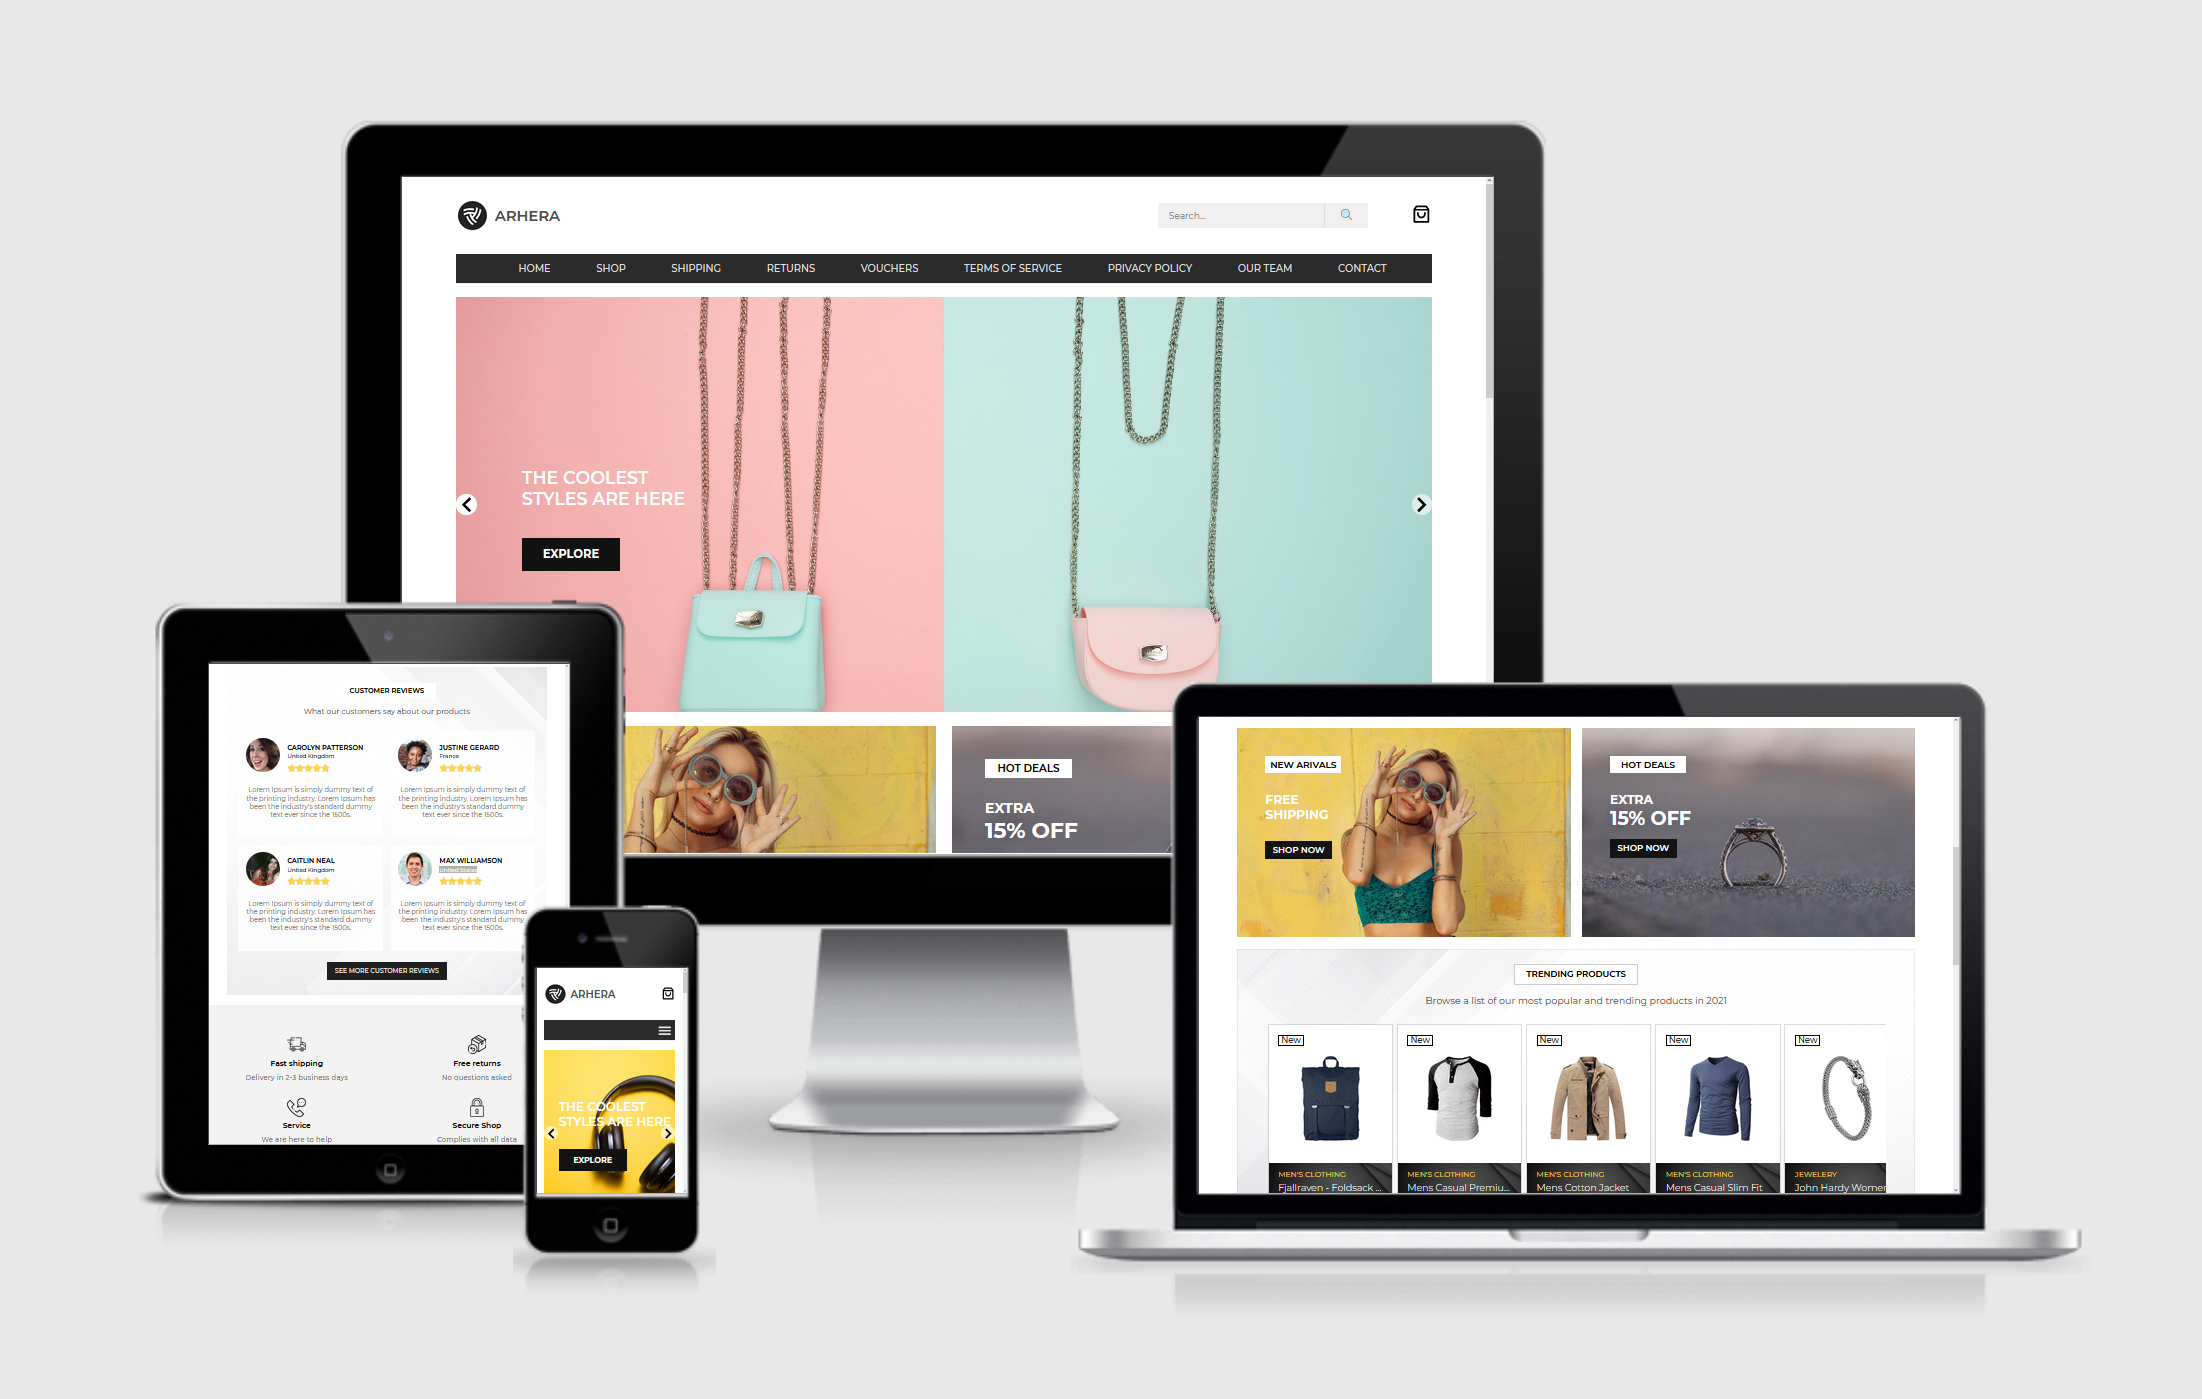 ARHERA
Search...
HOME SHOP SHIPPING RETURNS VOUCHERS TERMS OF SERVICE PRIVACY POLICY OUR TEAM CONTACT
THE COOLEST
STYLES ARE HERE
EXPLORE
HOT DEALS
EXTRA
15% OFF
CUSTOMER REVIEWS
What our customers say about our products
CAROLYN PATTERSON
United Kingdom
Lorem Ipsum is simply dummy text of
the printing industry. Lorem Ipsum has
been the industry's standard dummy
text ever since the 1500s.
JUSTINE GERARD
France
Lorem Ipsum is simply dummy text of
the printing industry. Lorem Ipsum has
been the industry's standard dummy
text ever since the 1500s.
CAITLIN NEAL
United Kingdom
Lorem Ipsum is simply dummy text of
the printing industry. Lorem Ipsum has
been the industry's standard dummy
text ever since the 1500s.
MAX WILLIAMSON
United States
Lorem Ipsum is simply dummy text of
the printing industry. Lorem Ipsum has
been the industry's standard dummy
text ever since the 1500s.
SEE MORE CUSTOMER REVIEWS
Fast shipping
Delivery in 2-3 business days
Free returns
No questions asked
Service
We are here to help
Secure Shop
Complies with all data
ARHERA
THE COOLEST
STYLES ARE HERE
EXPLORE
NEW ARIVALS
FREE
SHIPPING
SHOP NOW
HOT DEALS
EXTRA
15% OFF
SHOP NOW
TRENDING PRODUCTS
Browse a list of our most popular and trending products in 2021
New
MEN'S CLOTHING
Fjallraven - Foldsack ...
New
MEN'S CLOTHING
Mens Casual Premiu...
New
MEN'S CLOTHING
Mens Cotton Jacket
New
MEN'S CLOTHING
Mens Casual Slim Fit
New
JEWELERY
John Hardy Women